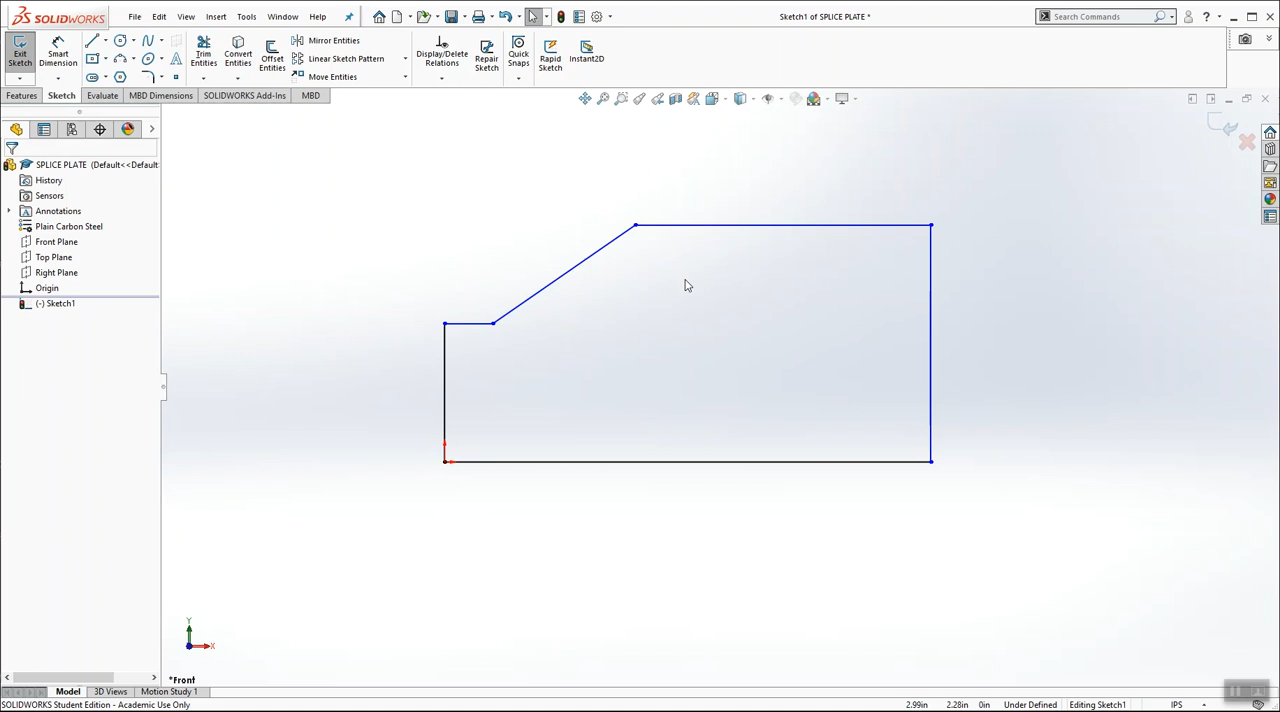 SOLIDWORKS File Edit View Insert Tools Window Help Sketch1 of SPLICE PLATE * Search Commands ?
Exit Sketch Smart Dimension Trim Entities Convert Entities Offset Entities Mirror Entities Linear Sketch Pattern Move Entities Display/Delete Relations Repair Sketch Quick Snaps Rapid Sketch Instant2D
Features Sketch Evaluate MBD Dimensions SOLIDWORKS Add-Ins MBD
SPLICE PLATE (Default<<Default
History
Sensors
Annotations
Plain Carbon Steel
Front Plane
Top Plane
Right Plane
Origin
(-) Sketch1
Y
X
*Front
Model 3D Views Motion Study 1
SOLIDWORKS Student Edition - Academic Use Only 2.99in 2.28in 0in Under Defined Editing Sketch1 IPS